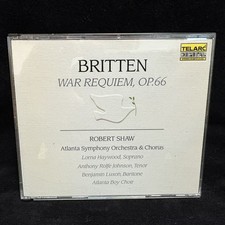 TELARC
BRITTEN
WAR REQUIEM, OP.66
ROBERT SHAW
Atlanta Symphony Orchestra & Chorus
Lorna Haywood, Soprano
Anthony Rolfe Johnson, Tenor
Benjamin Luxon, Baritone
Atlanta Boy Choir